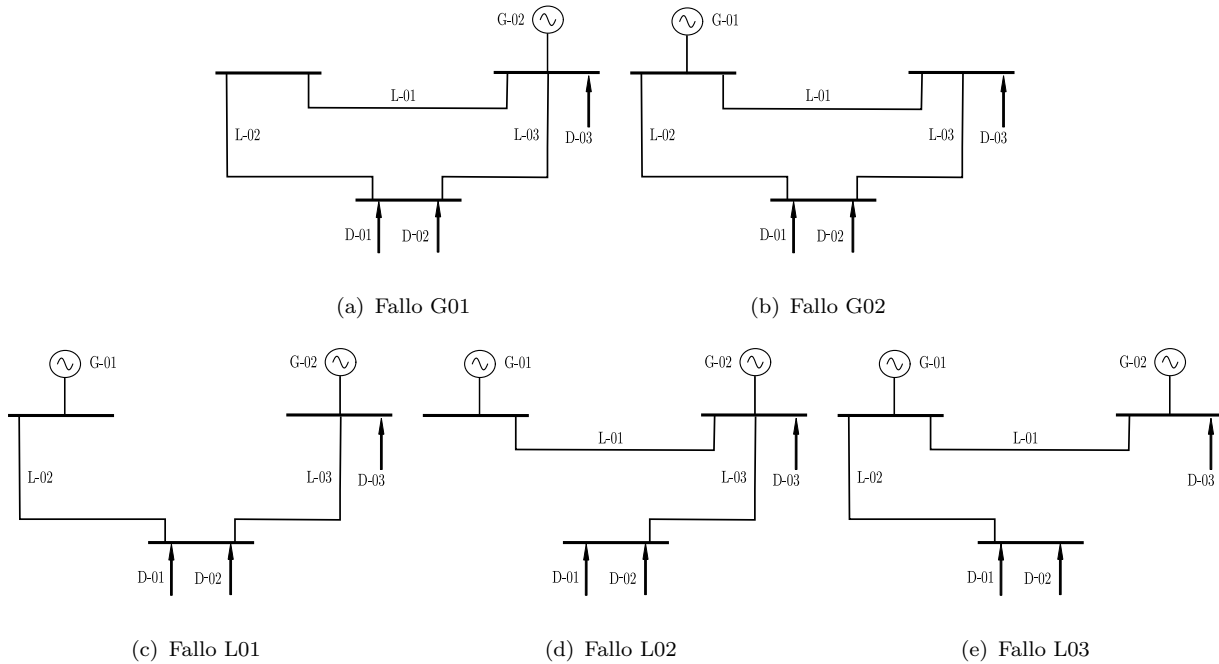 G-02
L-01
L-02
L-03
D-03
D-01
D-02
(a) Fallo G01
G-01
L-01
L-02
L-03
D-03
D-01
D-02
(b) Fallo G02
G-01
G-02
L-02
L-03
D-03
D-01
D-02
(c) Fallo L01
G-01
G-02
L-01
L-03
D-03
D-01
D-02
(d) Fallo L02
G-01
G-02
L-01
L-02
D-03
D-01
D-02
(e) Fallo L03